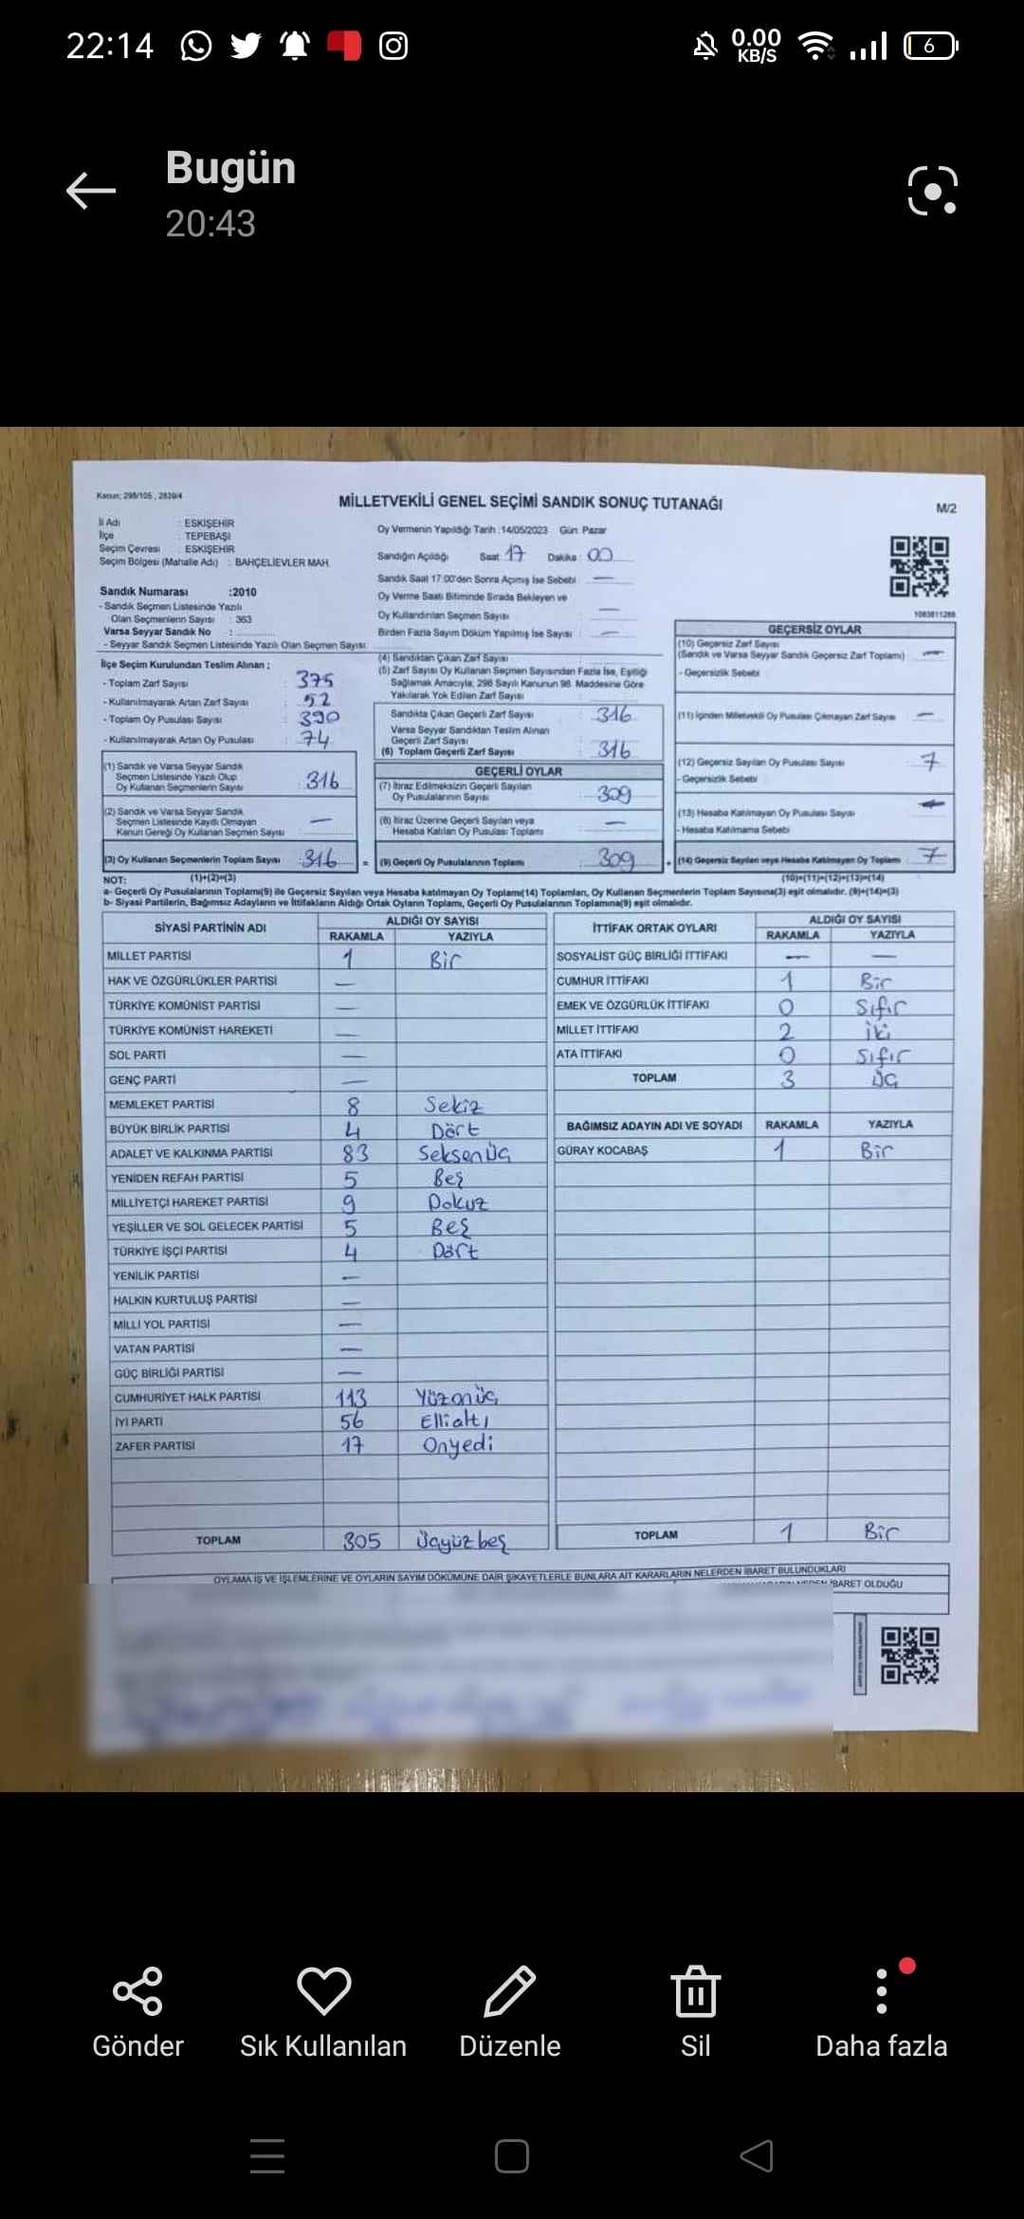 22:14
0.00
KB/S
6
Bugün
20:43
Kanun: 298/105, 2839/4
MİLLETVEKİLİ GENEL SEÇİMİ SANDIK SONUÇ TUTANAĞI
M/2
İl Adı : ESKİŞEHİR
İlçe : TEPEBAŞI
Seçim Çevresi : ESKİŞEHİR
Seçim Bölgesi (Mahalle Adı) : BAHÇELİEVLER MAH.
Oy Vermenin Yapıldığı Tarih :14/05/2023 Gün: Pazar
Sandığın Açıldığı Saat: 17 Dakika : 00
Sandık Saat 17.00'den Sonra Açımış İse Sebebi —
Oy Verme Saati Bitiminde Sırada Bekleyen ve
Oy Kullandırılan Seçmen Sayısı —
Birden Fazla Sayım Döküm Yapılmış İse Sayısı —
Sandık Numarası :2010
- Sandık Seçmen Listesinde Yazılı
Olan Seçmenlerin Sayısı : 363
Varsa Seyyar Sandık No :
- Seyyar Sandık Seçmen Listesinde Yazılı Olan Seçmen Sayısı:
İlçe Seçim Kurulundan Teslim Alınan :
- Toplam Zarf Sayısı : 375
- Kullanılmayarak Artan Zarf Sayısı : 52
- Toplam Oy Pusulası Sayısı : 390
- Kullanılmayarak Artan Oy Pusulası : 74
(1) Sandık ve Varsa Seyyar Sandık
Seçmen Listesinde Yazılı Olup
Oy Kullanan Seçmenlerin Sayısı : 316
(2) Sandık ve Varsa Seyyar Sandık
Seçmen Listesinde Kaydı Olmayan
Kanun Gereği Oy Kullanan Seçmen Sayısı —
(3) Oy Kullanan Seçmenlerin Toplam Sayısı : 316
(4) Sandıktan Çıkan Zarf Sayısı
(5) Zarf Sayısı Oy Kullanan Seçmen Sayısından Fazla İse, Eşitliği
Sağlamak Amacıyla; 298 Sayılı Kanunun 98. Maddesine Göre
Yakılarak Yok Edilen Zarf Sayısı
Sandıkta Çıkan Geçerli Zarf Sayısı : 316
Varsa Seyyar Sandıktan Teslim Alınan
Geçerli Zarf Sayısı
(6) Toplam Geçerli Zarf Sayısı : 316
GEÇERLİ OYLAR
(7) İtiraz Edilmeksizin Geçerli Sayılan
Oy Pusulalarının Sayısı : 309
(8) İtiraz Üzerine Geçerli Sayılan veya
Hesaba Katılan Oy Pusulası Toplamı —
= (9) Geçerli Oy Pusulalarının Toplamı : 309
1083811288
GEÇERSİZ OYLAR
(10) Geçersiz Zarf Sayısı
(Sandık ve Varsa Seyyar Sandık Geçersiz Zarf Toplamı) —
- Geçersizlik Sebebi
(11) İçinden Milletvekili Oy Pusulası Çıkmayan Zarf Sayısı —
(12) Geçersiz Sayılan Oy Pusulası Sayısı 7
- Geçersizlik Sebebi
(13) Hesaba Katılmayan Oy Pusulası Sayısı —
- Hesaba Katılmama Sebebi
+ (14) Geçersiz Sayılan veya Hesaba Katılmayan Oy Toplamı 7
NOT: (1)+(2)=(3) (10)+(11)+(12)+(13)=(14)
a- Geçerli Oy Pusulalarının Toplamı(9) ile Geçersiz Sayılan veya Hesaba katılmayan Oy Toplamı(14) Toplamları, Oy Kullanan Seçmenlerin Toplam Sayısına(3) eşit olmalıdır. (9)+(14)=(3)
b- Siyasi Partilerin, Bağımsız Adayların ve İttifakların Aldığı Ortak Oyların Toplamı, Geçerli Oy Pusulalarının Toplamına(9) eşit olmalıdır.
SİYASİ PARTİNİN ADI ALDIĞI OY SAYISI
RAKAMLA YAZIYLA
MİLLET PARTİSİ 1 Bir
HAK VE ÖZGÜRLÜKLER PARTİSİ —
TÜRKİYE KOMÜNİST PARTİSİ —
TÜRKİYE KOMÜNİST HAREKETİ —
SOL PARTİ —
GENÇ PARTİ —
MEMLEKET PARTİSİ 8 Sekiz
BÜYÜK BİRLİK PARTİSİ 4 Dört
ADALET VE KALKINMA PARTİSİ 83 Seksen Üç
YENİDEN REFAH PARTİSİ 5 Beş
MİLLİYETÇİ HAREKET PARTİSİ 9 Dokuz
YEŞİLLER VE SOL GELECEK PARTİSİ 5 Beş
TÜRKİYE İŞÇİ PARTİSİ 4 Dört
YENİLİK PARTİSİ —
HALKIN KURTULUŞ PARTİSİ —
MİLLİ YOL PARTİSİ —
VATAN PARTİSİ —
GÜÇ BİRLİĞİ PARTİSİ —
CUMHURİYET HALK PARTİSİ 113 Yüzonüç
İYİ PARTİ 56 Ellialtı
ZAFER PARTİSİ 17 Onyedi
TOPLAM 305 Üçyüz beş
İTTİFAK ORTAK OYLARI ALDIĞI OY SAYISI
RAKAMLA YAZIYLA
SOSYALİST GÜÇ BİRLİĞİ İTTİFAKI — —
CUMHUR İTTİFAKI 1 Bir
EMEK VE ÖZGÜRLÜK İTTİFAKI 0 Sıfır
MİLLET İTTİFAKI 2 İki
ATA İTTİFAKI 0 Sıfır
TOPLAM 3 Üç
BAĞIMSIZ ADAYIN ADI VE SOYADI RAKAMLA YAZIYLA
GÜRAY KOCABAŞ 1 Bir
TOPLAM 1 Bir
OYLAMA İŞ VE İŞLEMLERİNE VE OYLARIN SAYIM DÖKÜMÜNE DAİR ŞİKAYETLERLE BUNLARA AİT KARARLARIN NELERDEN İBARET BULUNDUKLARI
İBARET OLDUĞU
Gönder
Sık Kullanılan
Düzenle
Sil
Daha fazla